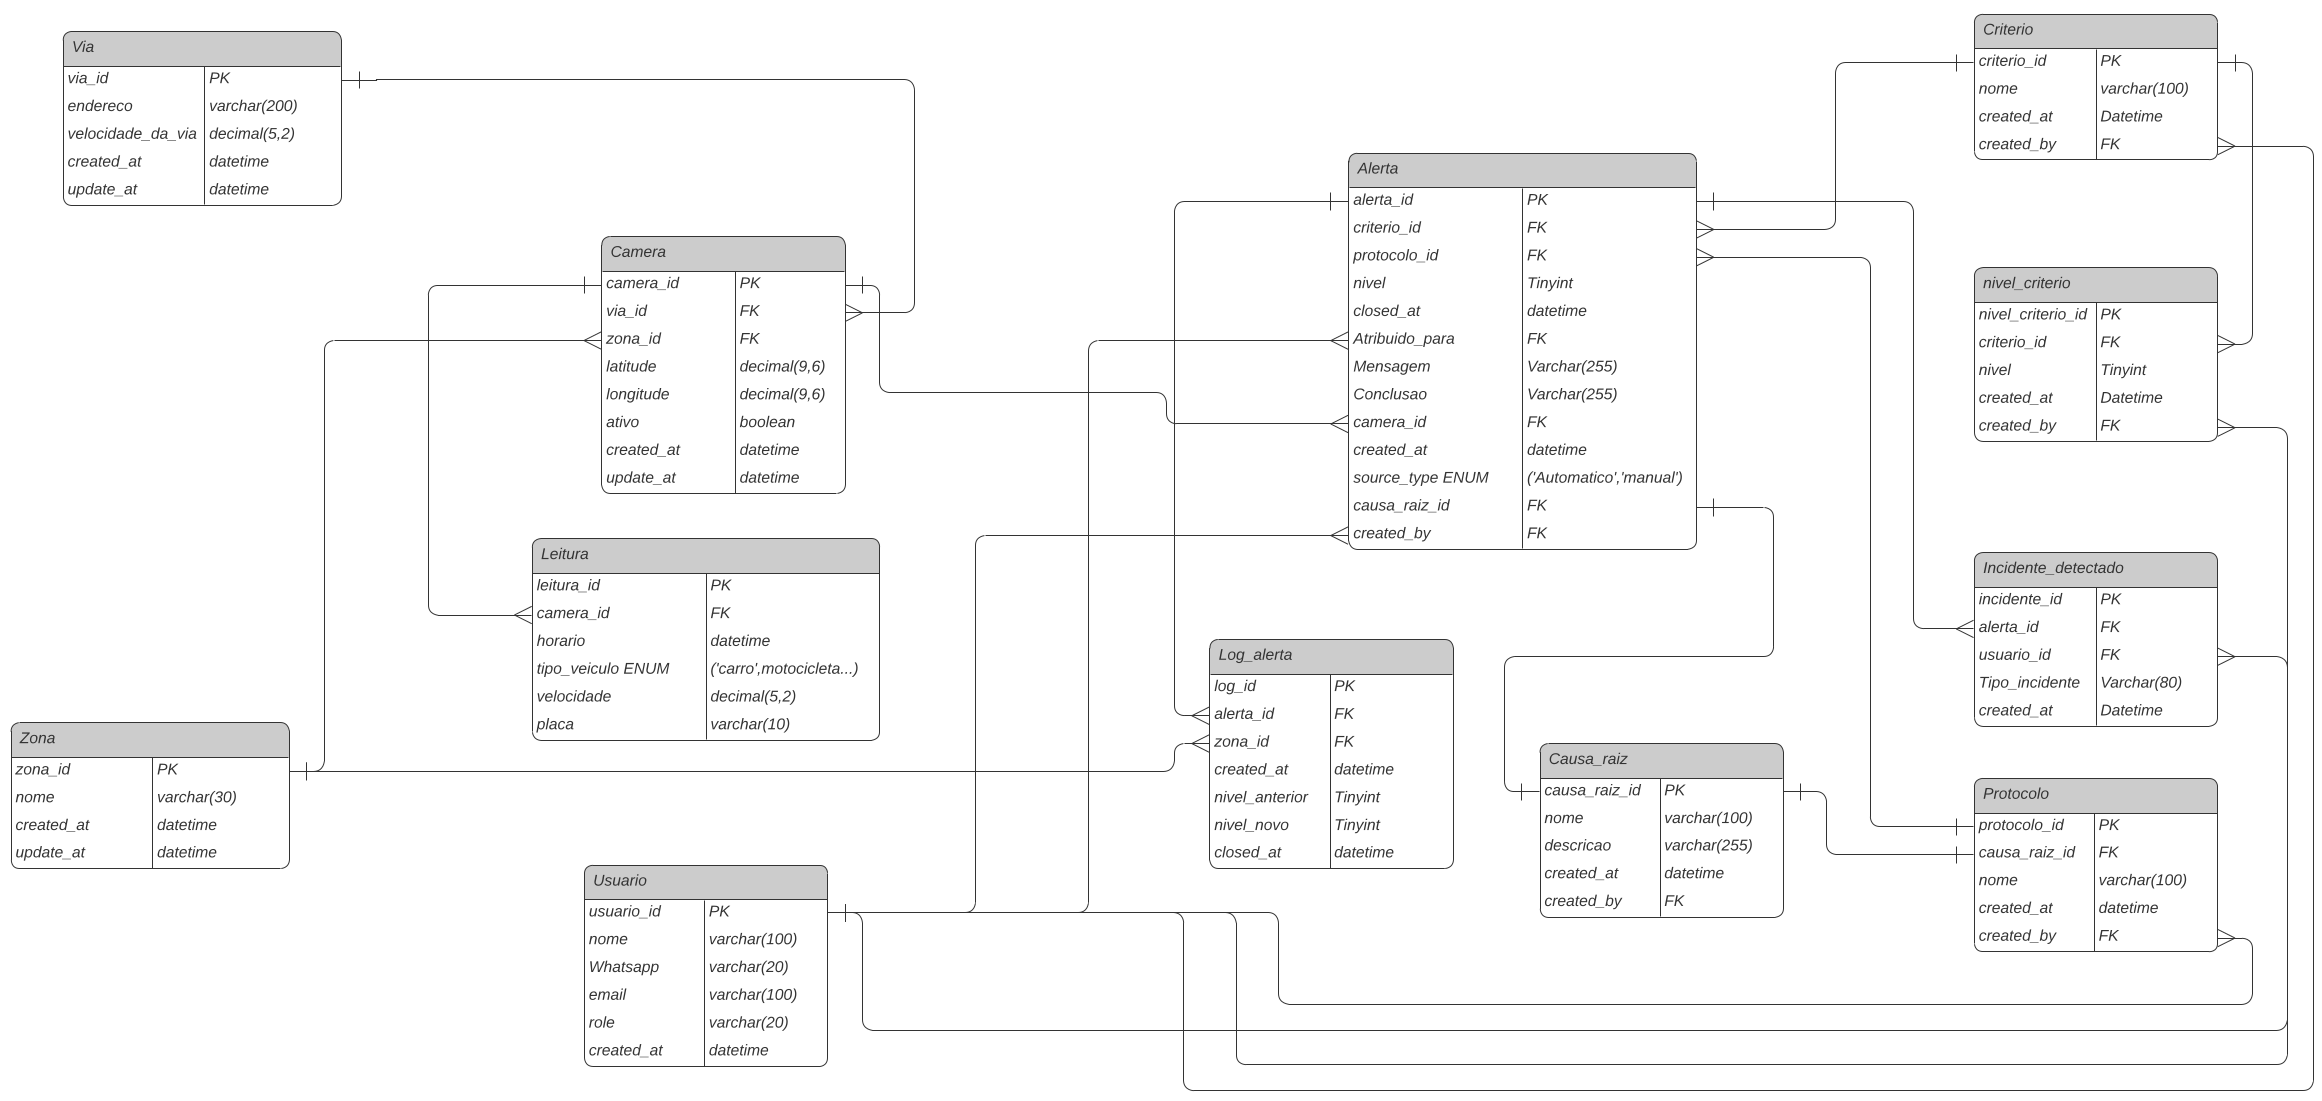 Via
via_id PK
endereco varchar(200)
velocidade_da_via decimal(5,2)
created_at datetime
update_at datetime
Camera
camera_id PK
via_id FK
zona_id FK
latitude decimal(9,6)
longitude decimal(9,6)
ativo boolean
created_at datetime
update_at datetime
Leitura
leitura_id PK
camera_id FK
horario datetime
tipo_veiculo ENUM ('carro',motocicleta...)
velocidade decimal(5,2)
placa varchar(10)
Zona
zona_id PK
nome varchar(30)
created_at datetime
update_at datetime
Usuario
usuario_id PK
nome varchar(100)
Whatsapp varchar(20)
email varchar(100)
role varchar(20)
created_at datetime
Alerta
alerta_id PK
criterio_id FK
protocolo_id FK
nivel Tinyint
closed_at datetime
Atribuido_para FK
Mensagem Varchar(255)
Conclusao Varchar(255)
camera_id FK
created_at datetime
source_type ENUM ('Automatico','manual')
causa_raiz_id FK
created_by FK
Log_alerta
log_id PK
alerta_id FK
zona_id FK
created_at datetime
nivel_anterior Tinyint
nivel_novo Tinyint
closed_at datetime
Causa_raiz
causa_raiz_id PK
nome varchar(100)
descricao varchar(255)
created_at datetime
created_by FK
Criterio
criterio_id PK
nome varchar(100)
created_at Datetime
created_by FK
nivel_criterio
nivel_criterio_id PK
criterio_id FK
nivel Tinyint
created_at Datetime
created_by FK
Incidente_detectado
incidente_id PK
alerta_id FK
usuario_id FK
Tipo_incidente Varchar(80)
created_at Datetime
Protocolo
protocolo_id PK
causa_raiz_id FK
nome varchar(100)
created_at datetime
created_by FK